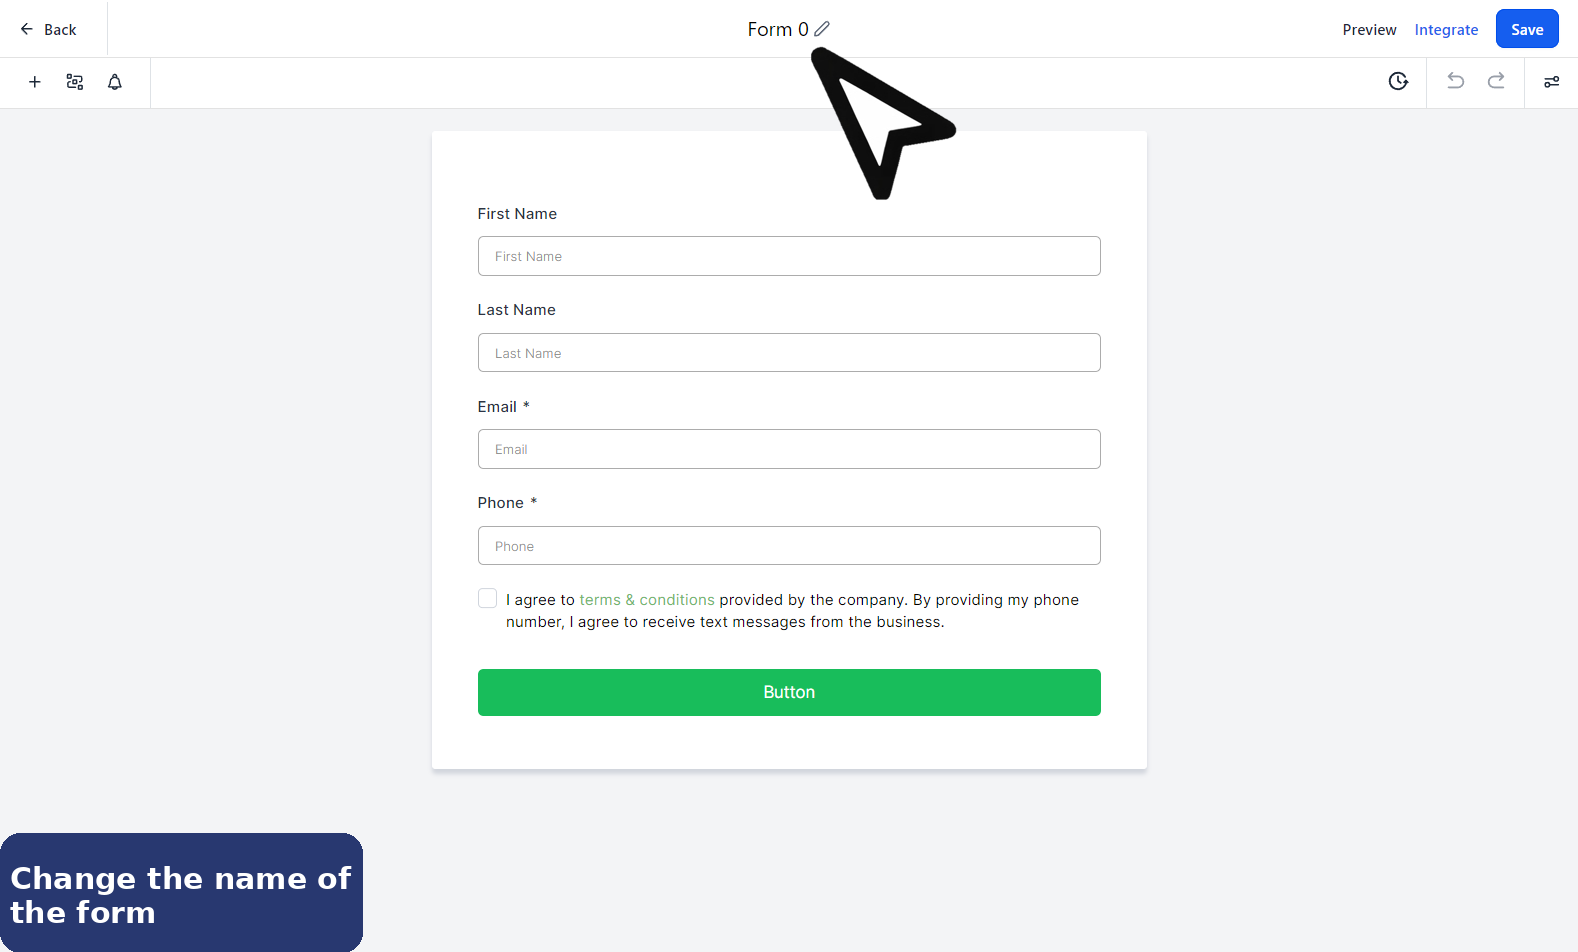 Back
Form 0
Preview
Integrate
Save
First Name
First Name
Last Name
Last Name
Email *
Email
Phone *
Phone
I agree to terms & conditions provided by the company. By providing my phone
number, I agree to receive text messages from the business.
Button
Change the name of
the form